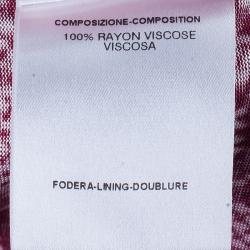 COMPOSIZIONE-COMPOSITION
100% RAYON VISCOSE
VISCOSA
FODERA-LINING-DOUBLURE